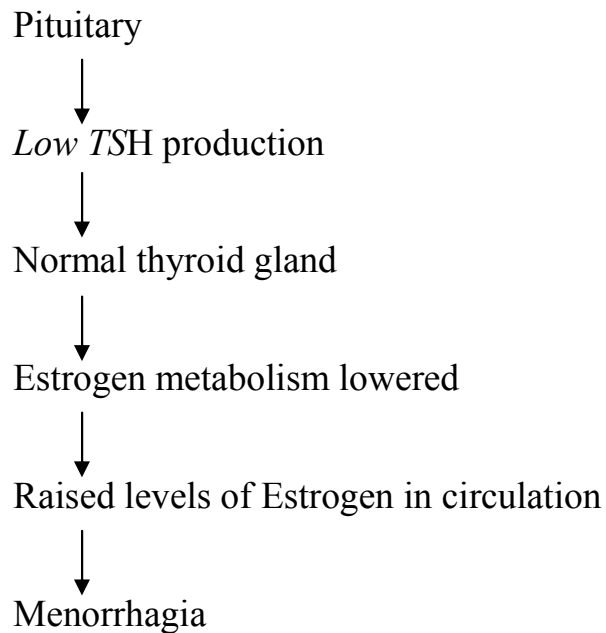 Pituitary
Low TSH production
Normal thyroid gland
Estrogen metabolism lowered
Raised levels of Estrogen in circulation
Menorrhagia